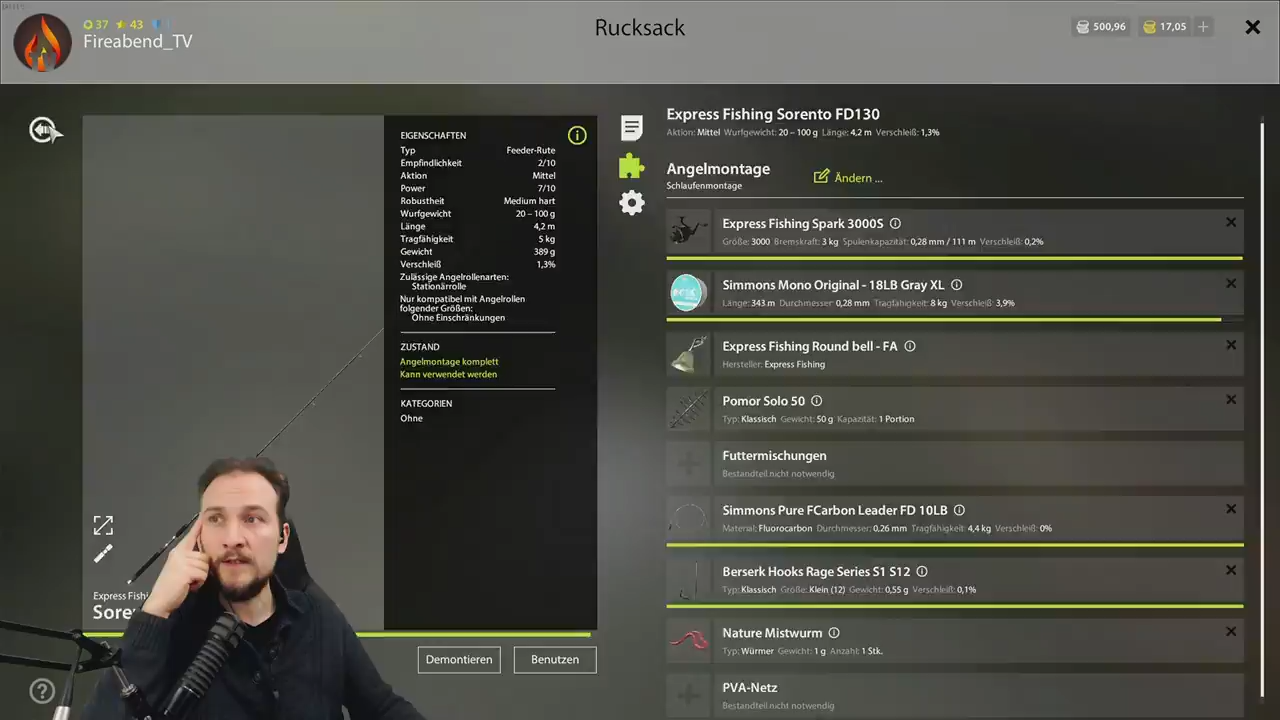 37 43
Fireabend_TV
Rucksack
500,96 17,05 +
EIGENSCHAFTEN
Typ Feeder-Rute
Empfindlichkeit 2/10
Aktion Mittel
Power 7/10
Robustheit Medium hart
Wurfgewicht 20 – 100 g
Länge 4,2 m
Tragfähigkeit 5 kg
Gewicht 389 g
Verschleiß 1,3%
Zulässige Angelrollenarten:
Stationärrolle
Nur kompatibel mit Angelrollen
folgender Größen:
Ohne Einschränkungen
ZUSTAND
Angelmontage komplett
Kann verwendet werden
KATEGORIEN
Ohne
Express Fishi
Sore
Demontieren
Benutzen
Express Fishing Sorento FD130
Aktion: Mittel Wurfgewicht: 20 – 100 g Länge: 4,2 m Verschleiß: 1,3%
Angelmontage
Schlaufenmontage
Ändern ...
Express Fishing Spark 3000S
Größe: 3000 Bremskraft: 3 kg Spulenkapazität: 0,28 mm / 111 m Verschleiß: 0,2%
Simmons Mono Original - 18LB Gray XL
Länge: 343 m Durchmesser: 0,28 mm Tragfähigkeit: 8 kg Verschleiß: 3,9%
Express Fishing Round bell - FA
Hersteller: Express Fishing
Pomor Solo 50
Typ: Klassisch Gewicht: 50 g Kapazität: 1 Portion
Futtermischungen
Bestandteil nicht notwendig
Simmons Pure FCarbon Leader FD 10LB
Material: Fluorocarbon Durchmesser: 0,26 mm Tragfähigkeit: 4,4 kg Verschleiß: 0%
Berserk Hooks Rage Series S1 S12
Typ: Klassisch Größe: Klein (12) Gewicht: 0,55 g Verschleiß: 0,1%
Nature Mistwurm
Typ: Würmer Gewicht: 1 g Anzahl: 1 Stk.
PVA-Netz
Bestandteil nicht notwendig